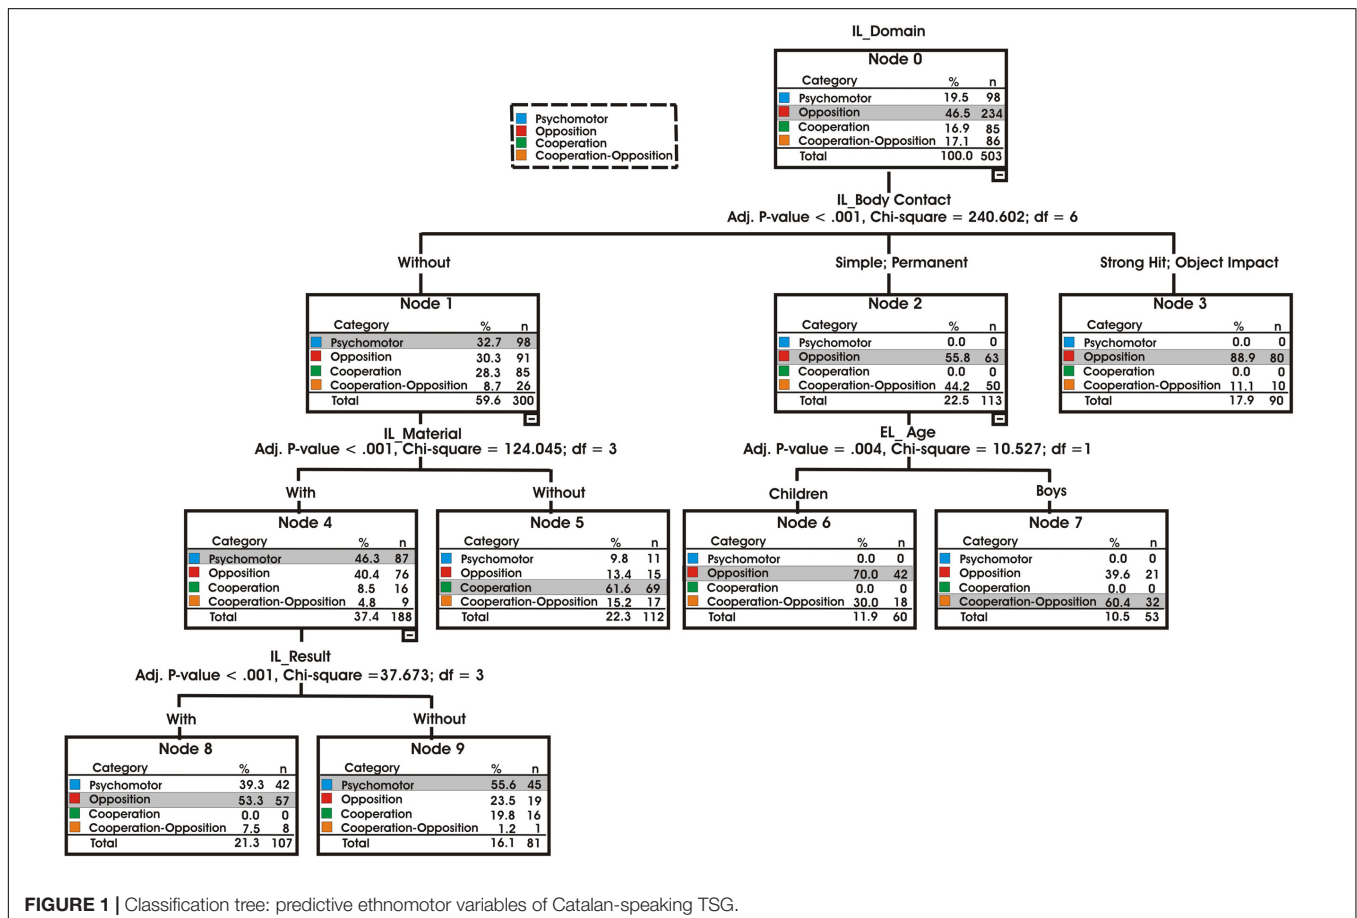 IL_Domain
Node 0
Category % n
Psychomotor 19.5 98
Opposition 46.5 234
Cooperation 16.9 85
Cooperation-Opposition 17.1 86
Total 100.0 503
Psychomotor
Opposition
Cooperation
Cooperation-Opposition
IL_Body Contact
Adj. P-value < .001, Chi-square = 240.602; df = 6
Without
Simple; Permanent
Strong Hit; Object Impact
Node 1
Category % n
Psychomotor 32.7 98
Opposition 30.3 91
Cooperation 28.3 85
Cooperation-Opposition 8.7 26
Total 59.6 300
Node 2
Category % n
Psychomotor 0.0 0
Opposition 55.8 63
Cooperation 0.0 0
Cooperation-Opposition 44.2 50
Total 22.5 113
Node 3
Category % n
Psychomotor 0.0 0
Opposition 88.9 80
Cooperation 0.0 0
Cooperation-Opposition 11.1 10
Total 17.9 90
IL_Material
Adj. P-value < .001, Chi-square = 124.045; df = 3
EL_ Age
Adj. P-value = .004, Chi-square = 10.527; df =1
With
Without
Children
Boys
Node 4
Category % n
Psychomotor 46.3 87
Opposition 40.4 76
Cooperation 8.5 16
Cooperation-Opposition 4.8 9
Total 37.4 188
Node 5
Category % n
Psychomotor 9.8 11
Opposition 13.4 15
Cooperation 61.6 69
Cooperation-Opposition 15.2 17
Total 22.3 112
Node 6
Category % n
Psychomotor 0.0 0
Opposition 70.0 42
Cooperation 0.0 0
Cooperation-Opposition 30.0 18
Total 11.9 60
Node 7
Category % n
Psychomotor 0.0 0
Opposition 39.6 21
Cooperation 0.0 0
Cooperation-Opposition 60.4 32
Total 10.5 53
IL_Result
Adj. P-value < .001, Chi-square =37.673; df = 3
With
Without
Node 8
Category % n
Psychomotor 39.3 42
Opposition 53.3 57
Cooperation 0.0 0
Cooperation-Opposition 7.5 8
Total 21.3 107
Node 9
Category % n
Psychomotor 55.6 45
Opposition 23.5 19
Cooperation 19.8 16
Cooperation-Opposition 1.2 1
Total 16.1 81
FIGURE 1 | Classification tree: predictive ethnomotor variables of Catalan-speaking TSG.